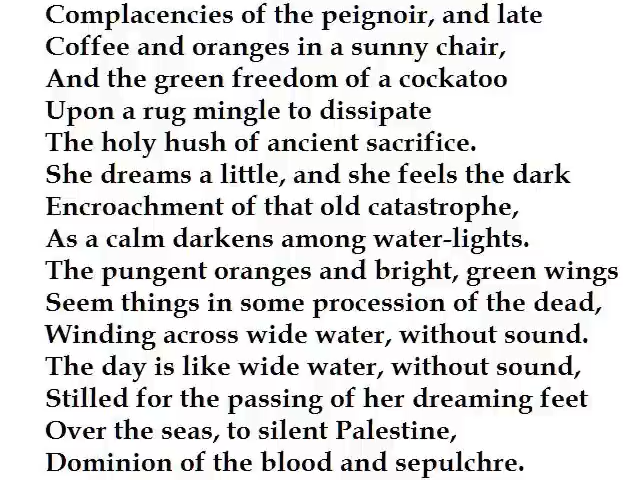 Complacencies of the peignoir, and late
Coffee and oranges in a sunny chair,
And the green freedom of a cockatoo
Upon a rug mingle to dissipate
The holy hush of ancient sacrifice.
She dreams a little, and she feels the dark
Encroachment of that old catastrophe,
As a calm darkens among water-lights.
The pungent oranges and bright, green wings
Seem things in some procession of the dead,
Winding across wide water, without sound.
The day is like wide water, without sound,
Stilled for the passing of her dreaming feet
Over the seas, to silent Palestine,
Dominion of the blood and sepulchre.